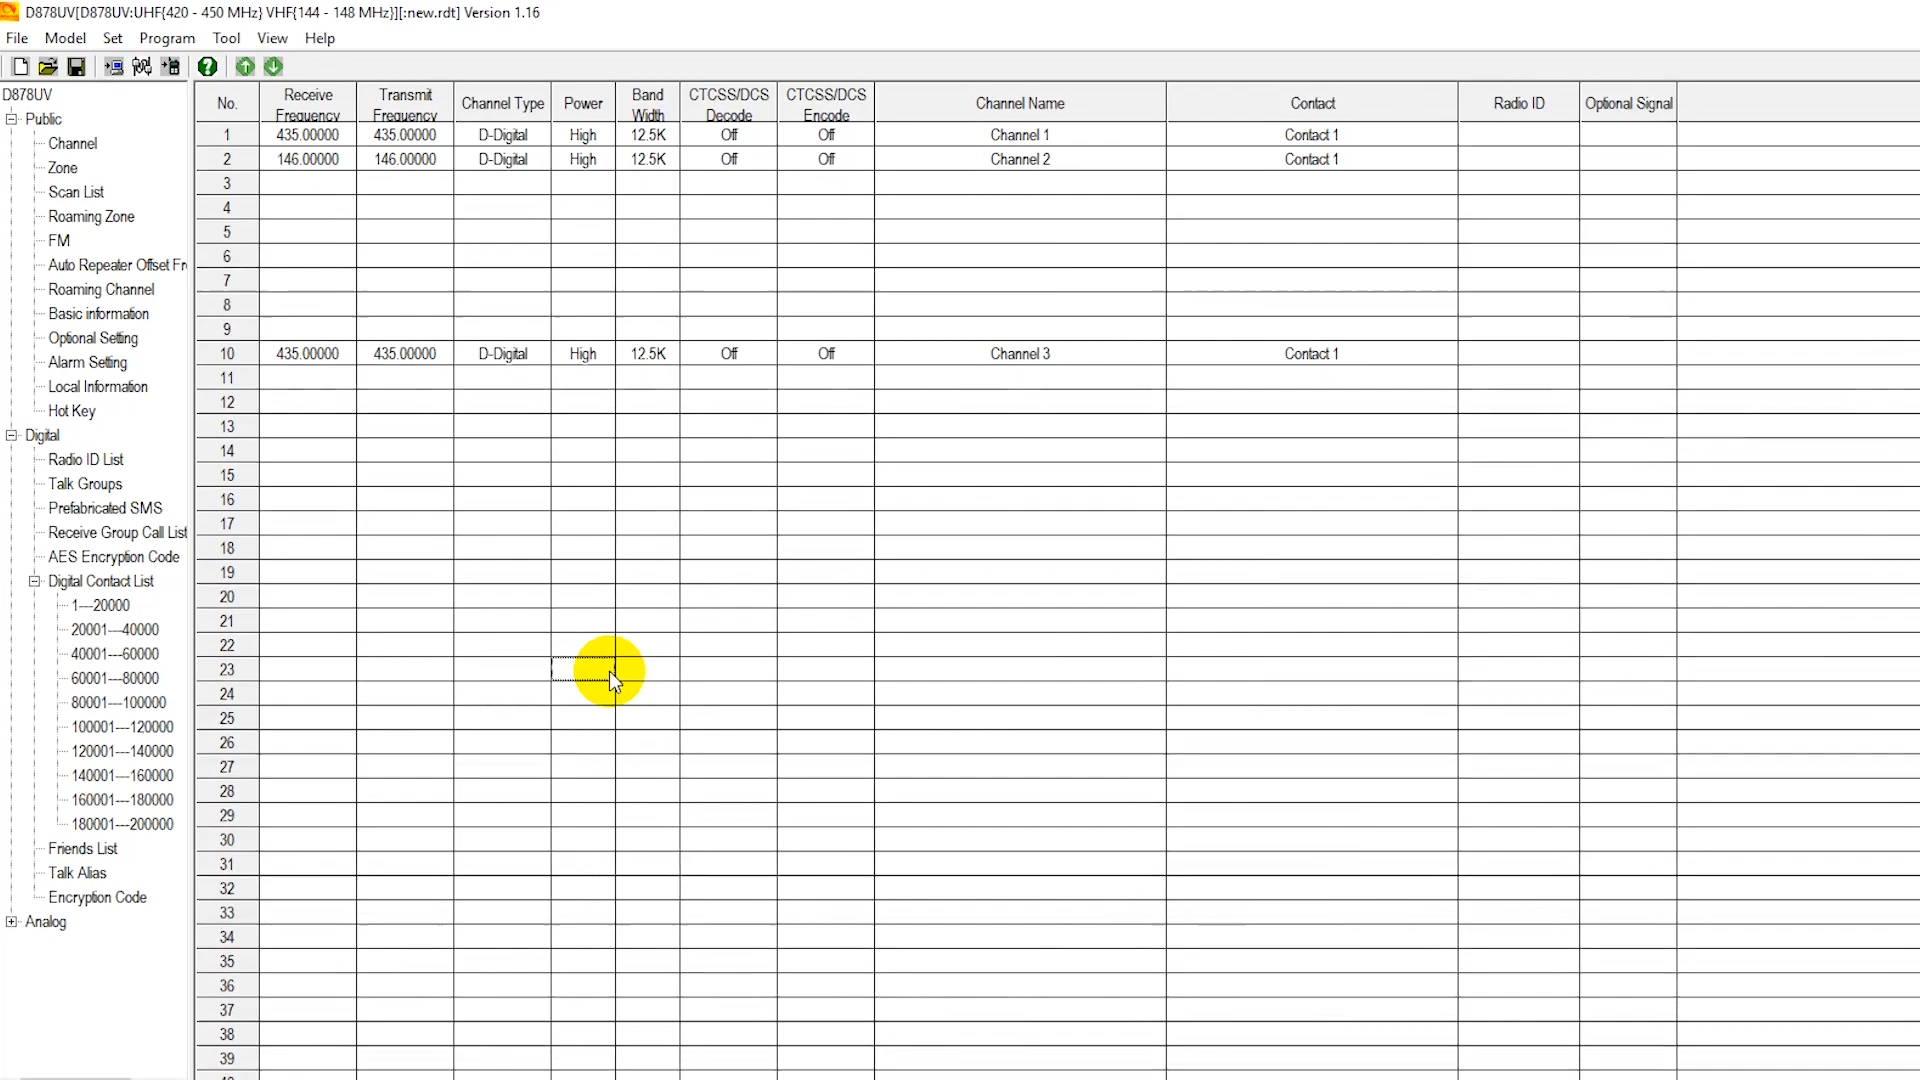 D878UV[D878UV:UHF{420 - 450 MHz} VHF{144 - 148 MHz}][:new.rdt] Version 1.16
File Model Set Program Tool View Help
D878UV
Public
Channel
Zone
Scan List
Roaming Zone
FM
Auto Repeater Offset Fr
Roaming Channel
Basic information
Optional Setting
Alarm Setting
Local Information
Hot Key
Digital
Radio ID List
Talk Groups
Prefabricated SMS
Receive Group Call List
AES Encryption Code
Digital Contact List
1---20000
20001---40000
40001---60000
60001---80000
80001---100000
100001---120000
120001---140000
140001---160000
160001---180000
180001---200000
Friends List
Talk Alias
Encryption Code
Analog
No. Receive Frequency Transmit Frequency Channel Type Power Band Width CTCSS/DCS Decode CTCSS/DCS Encode Channel Name Contact Radio ID Optional Signal
1 435.00000 435.00000 D-Digital High 12.5K Off Off Channel 1 Contact 1
2 146.00000 146.00000 D-Digital High 12.5K Off Off Channel 2 Contact 1
3
4
5
6
7
8
9
10 435.00000 435.00000 D-Digital High 12.5K Off Off Channel 3 Contact 1
11
12
13
14
15
16
17
18
19
20
21
22
23
24
25
26
27
28
29
30
31
32
33
34
35
36
37
38
39